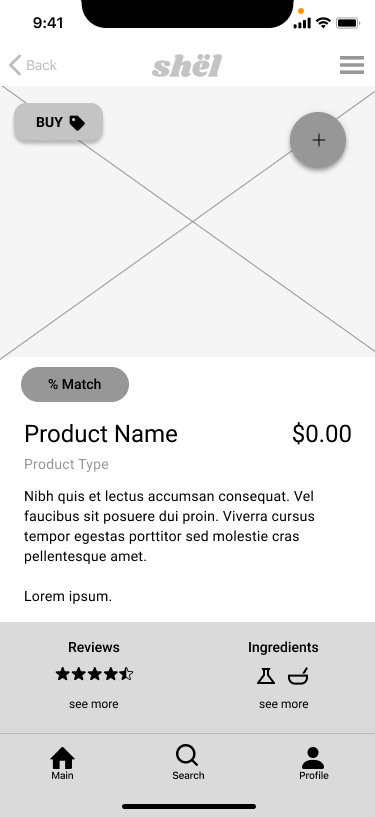 9:41
Back
shël
BUY
+
% Match
Product Name $0.00
Product Type
Nibh quis et lectus accumsan consequat. Vel
faucibus sit posuere dui proin. Viverra cursus
tempor egestas porttitor sed molestie cras
pellentesque amet.
Lorem ipsum.
Reviews Ingredients
see more see more
Main Search Profile